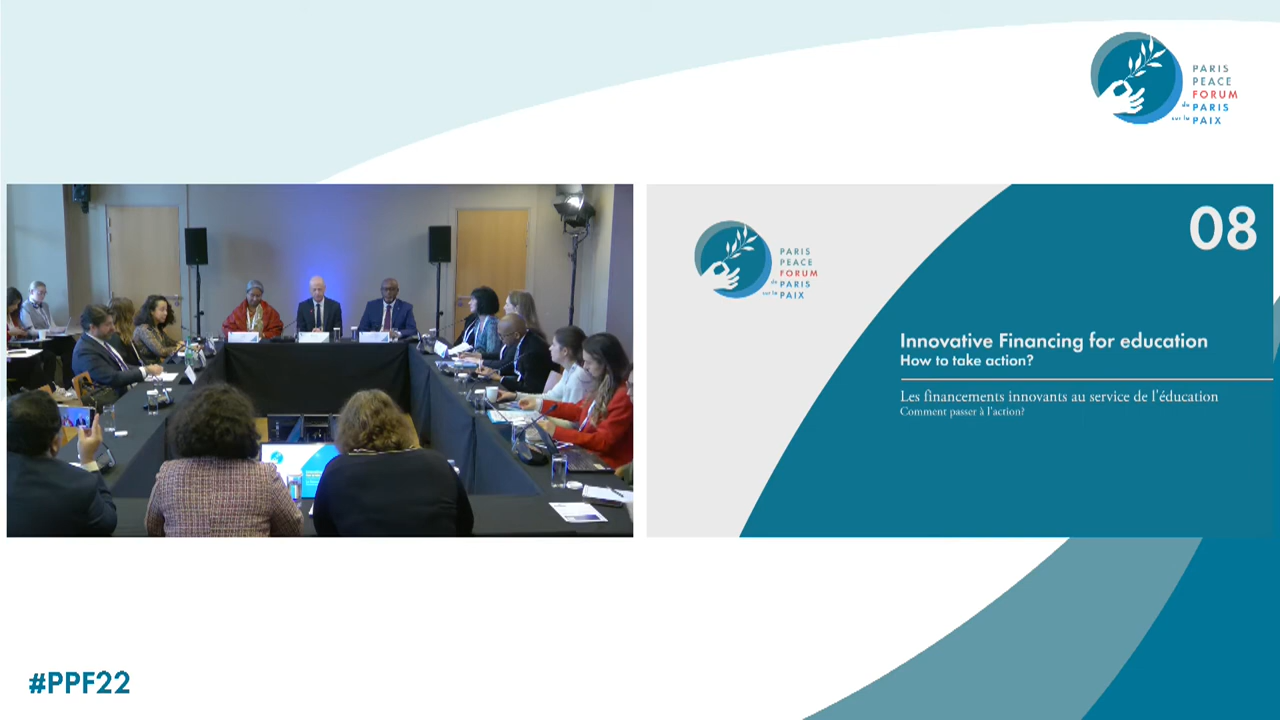 PARIS
PEACE
FORUM
de PARIS
sur la PAIX
08
PARIS
PEACE
FORUM
de PARIS
sur la PAIX
Innovative Financing for education
How to take action?
Les financements innovants au service de l'éducation
Comment passer à l'action?
#PPF22